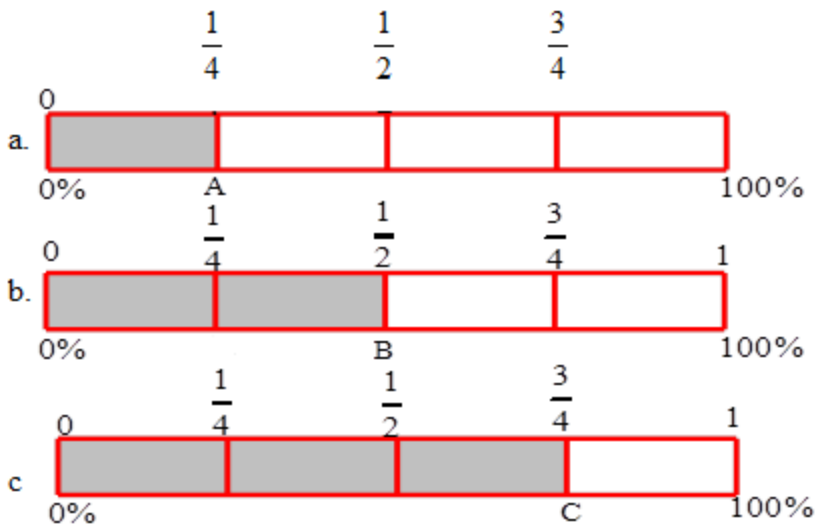 1/4 1/2 3/4
0
a.
0% A 100%
1/4 1/2 3/4
0 1
b.
0% B 100%
1/4 1/2 3/4
0 1
c
0% C 100%